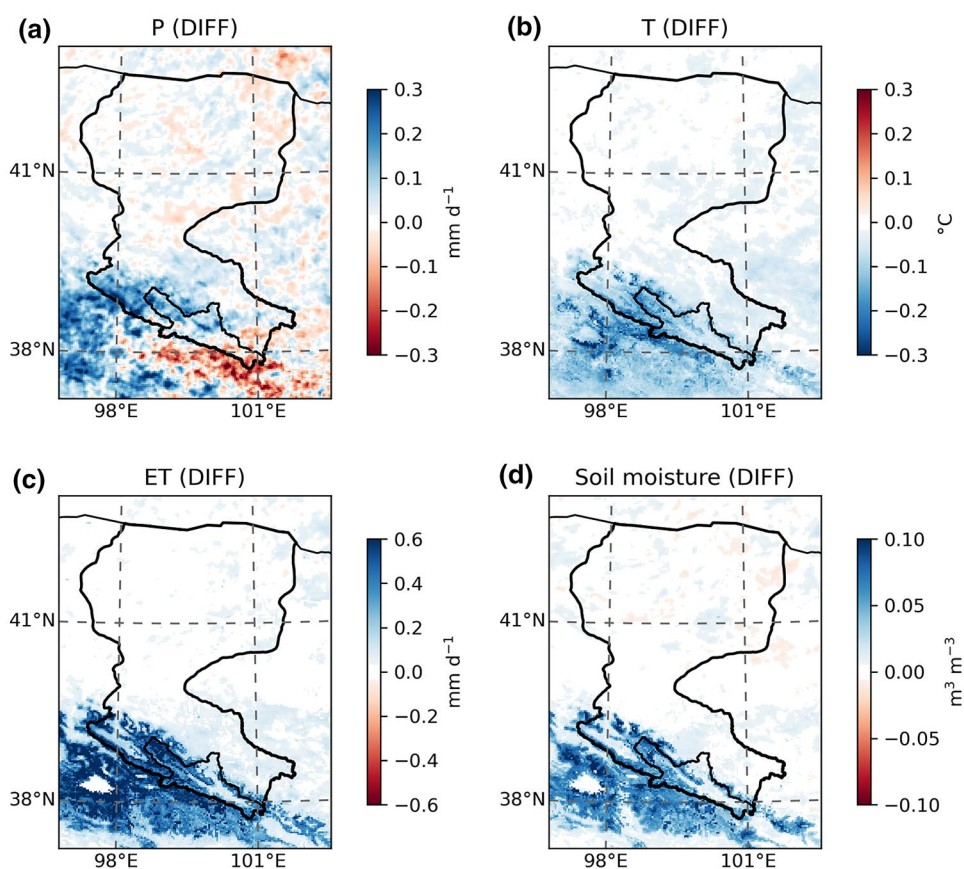 (a) P (DIFF)
41°N
38°N
98°E 101°E
0.3
0.2
0.1
0.0
−0.1
−0.2
−0.3
mm d⁻¹
(b) T (DIFF)
41°N
38°N
98°E 101°E
0.3
0.2
0.1
0.0
−0.1
−0.2
−0.3
°C
(c) ET (DIFF)
41°N
38°N
98°E 101°E
0.6
0.4
0.2
0.0
−0.2
−0.4
−0.6
mm d⁻¹
(d) Soil moisture (DIFF)
41°N
38°N
98°E 101°E
0.10
0.05
0.00
−0.05
−0.10
m³ m⁻³